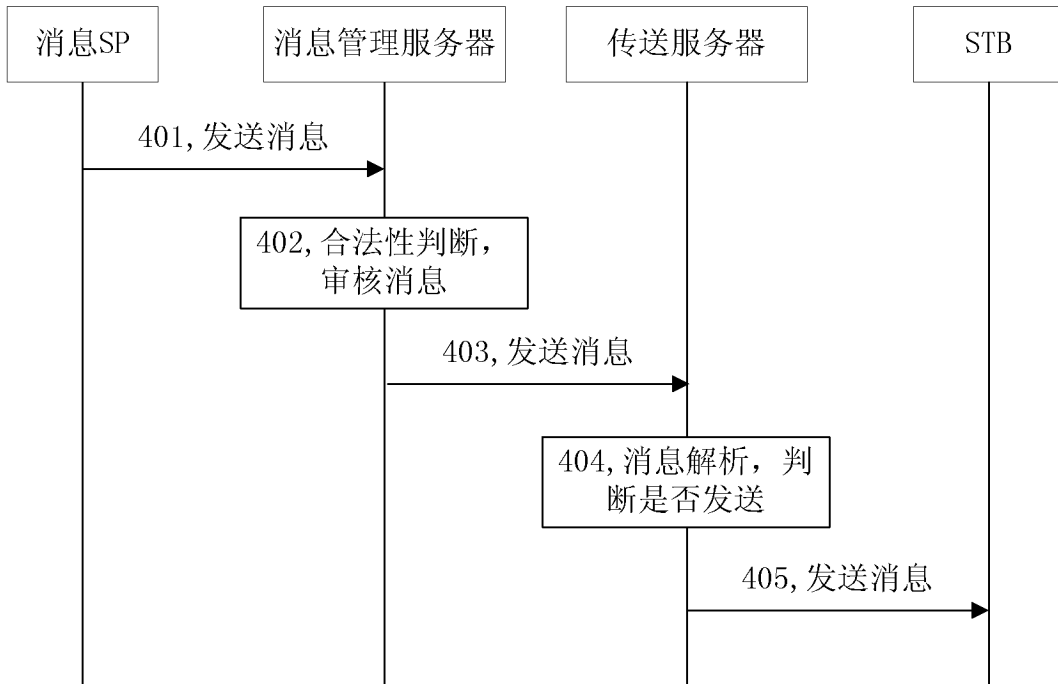 消息SP
消息管理服务器
传送服务器
STB
401,发送消息
402,合法性判断，
审核消息
403,发送消息
404,消息解析，判
断是否发送
405,发送消息